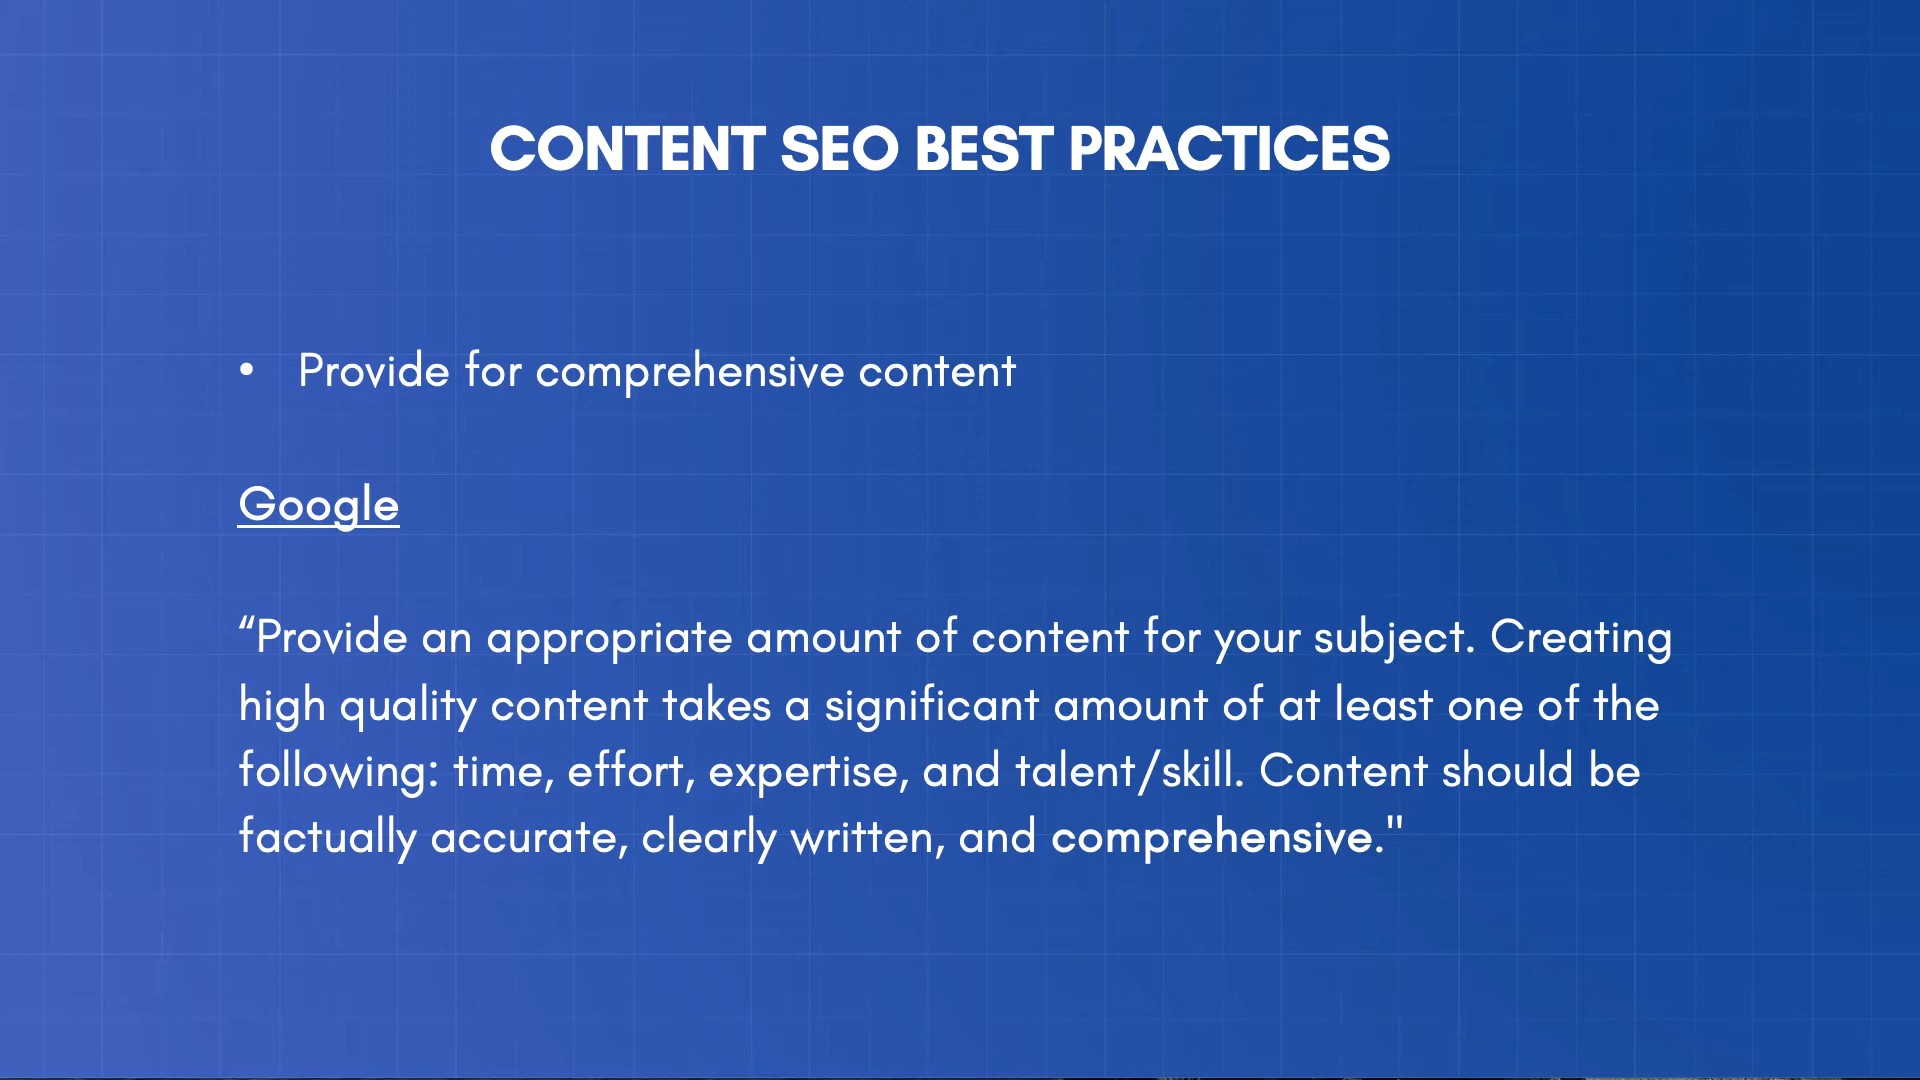 CONTENT SEO BEST PRACTICES
• Provide for comprehensive content
Google
“Provide an appropriate amount of content for your subject. Creating
high quality content takes a significant amount of at least one of the
following: time, effort, expertise, and talent/skill. Content should be
factually accurate, clearly written, and comprehensive."